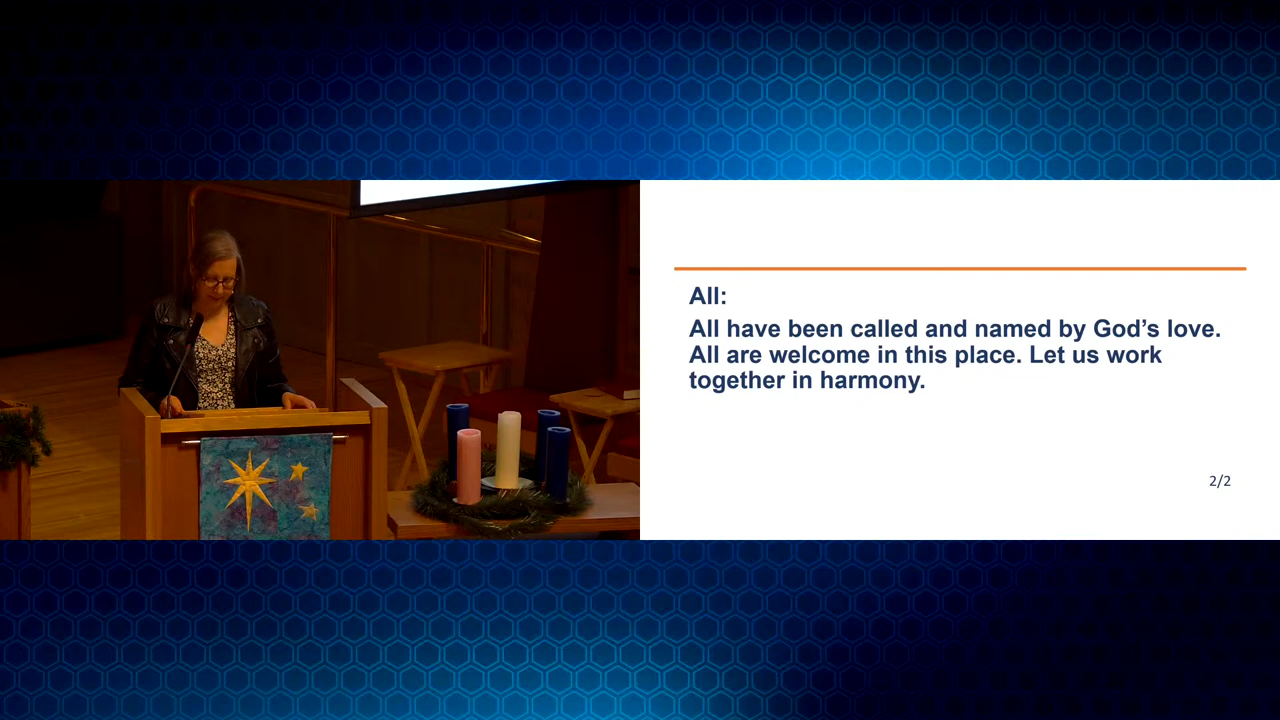 All:
All have been called and named by God’s love.
All are welcome in this place. Let us work
together in harmony.
2/2